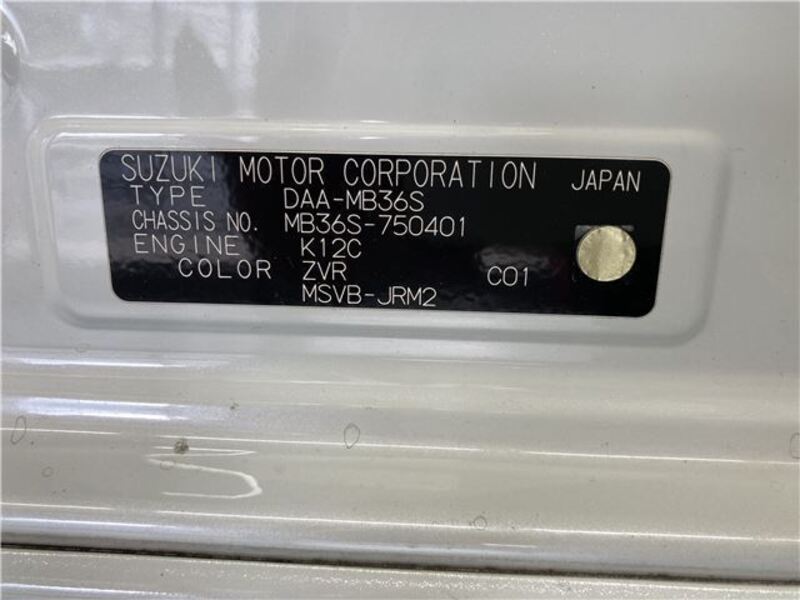 SUZUKI MOTOR CORPORATION JAPAN
TYPE DAA-MB36S
CHASSIS NO. MB36S-750401
ENGINE K12C
COLOR ZVR C01
MSVB-JRM2